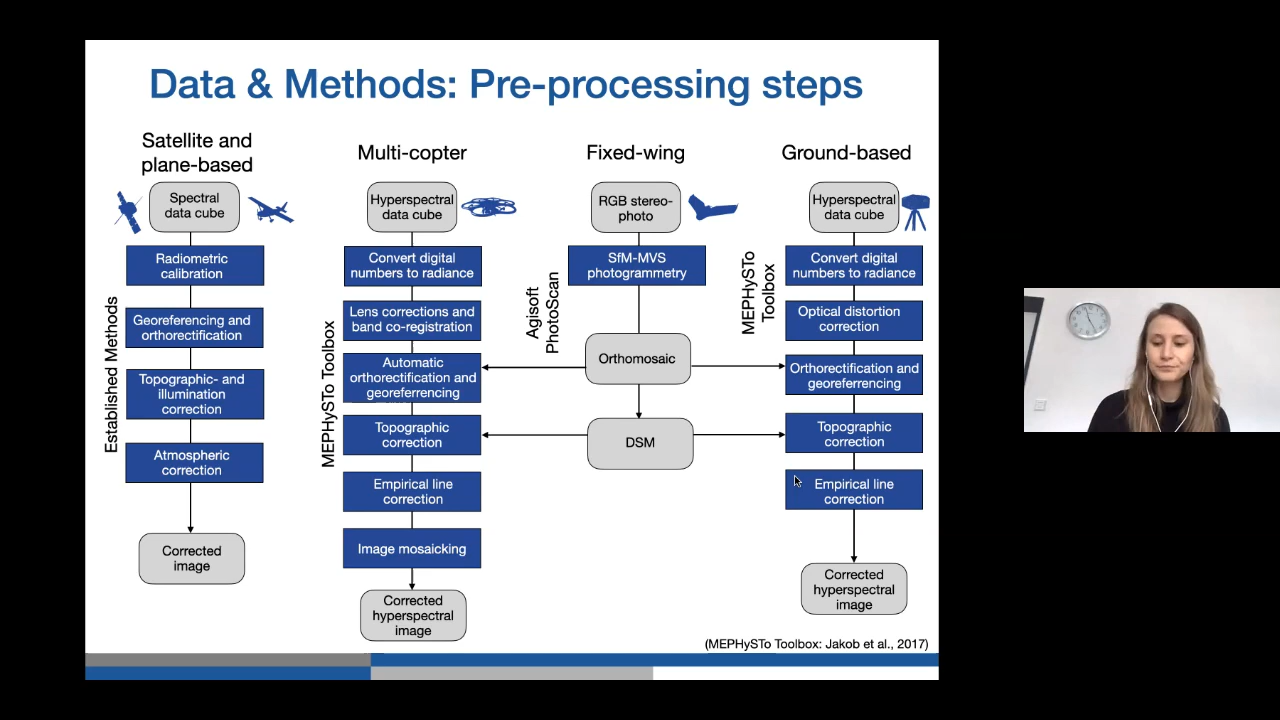 Data & Methods: Pre-processing steps
Satellite and
plane-based
Spectral
data cube
Established Methods
Radiometric
calibration
Georeferencing and
orthorectification
Topographic- and
illumination
correction
Atmospheric
correction
Corrected
image
Multi-copter
Hyperspectral
data cube
MEPHySTo Toolbox
Convert digital
numbers to radiance
Lens corrections and
band co-registration
Automatic
orthorectification and
georeferrencing
Topographic
correction
Empirical line
correction
Image mosaicking
Corrected
hyperspectral
image
Fixed-wing
RGB stereo-
photo
Agisoft
PhotoScan
SfM-MVS
photogrammetry
Orthomosaic
DSM
Ground-based
Hyperspectral
data cube
MEPHySTo
Toolbox
Convert digital
numbers to radiance
Optical distortion
correction
Orthorectification and
georeferrencing
Topographic
correction
Empirical line
correction
Corrected
hyperspectral
image
(MEPHySTo Toolbox: Jakob et al., 2017)